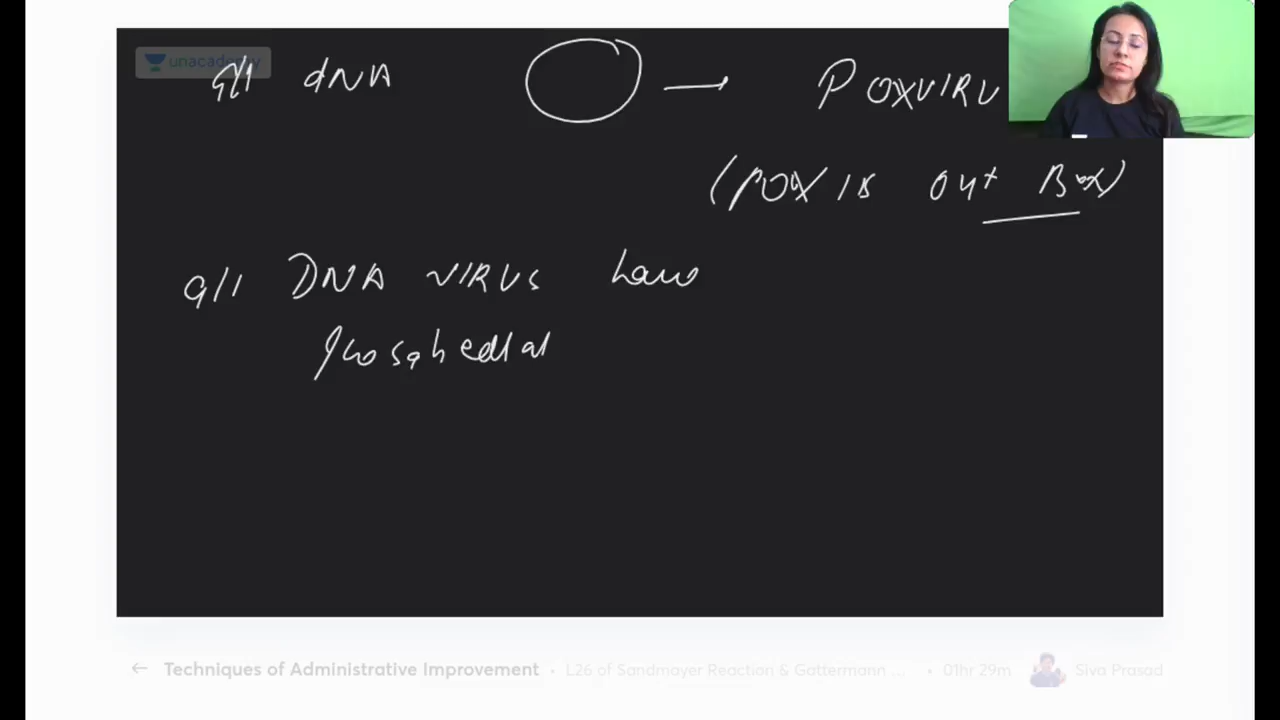 unacademy
all dNA → POXVIRU
(POX IS OUT BOX)
all DNA VIRUS have
Icosahedral
← Techniques of Administrative Improvement • L26 of Sandmayer Reaction & Gattermann ... • 01hr 29m Siva Prasad